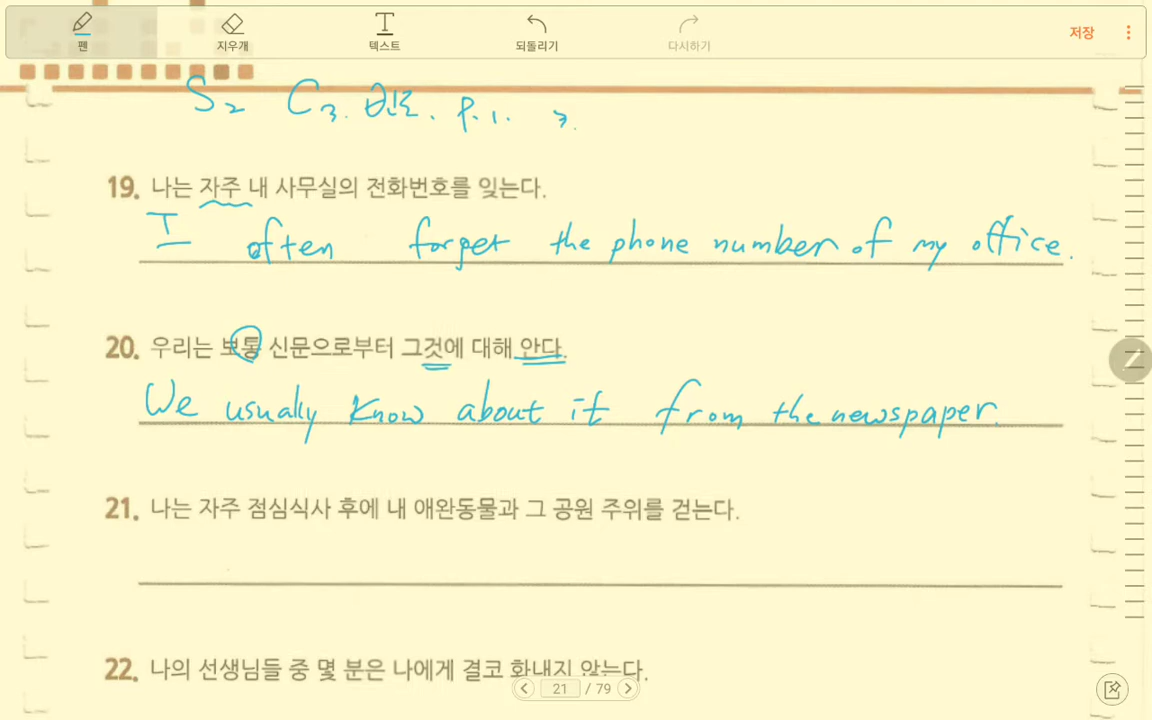 펜 지우개 텍스트 되돌리기 다시하기 저장
S2 C3. 완료. P.1. →.
19. 나는 자주 내 사무실의 전화번호를 잊는다.
I often forget the phone number of my office.
20. 우리는 보통 신문으로부터 그것에 대해 안다.
We usually know about it from the newspaper.
21. 나는 자주 점심식사 후에 내 애완동물과 그 공원 주위를 걷는다.
22. 나의 선생님들 중 몇 분은 나에게 결코 화내지 않는다.
21 / 79